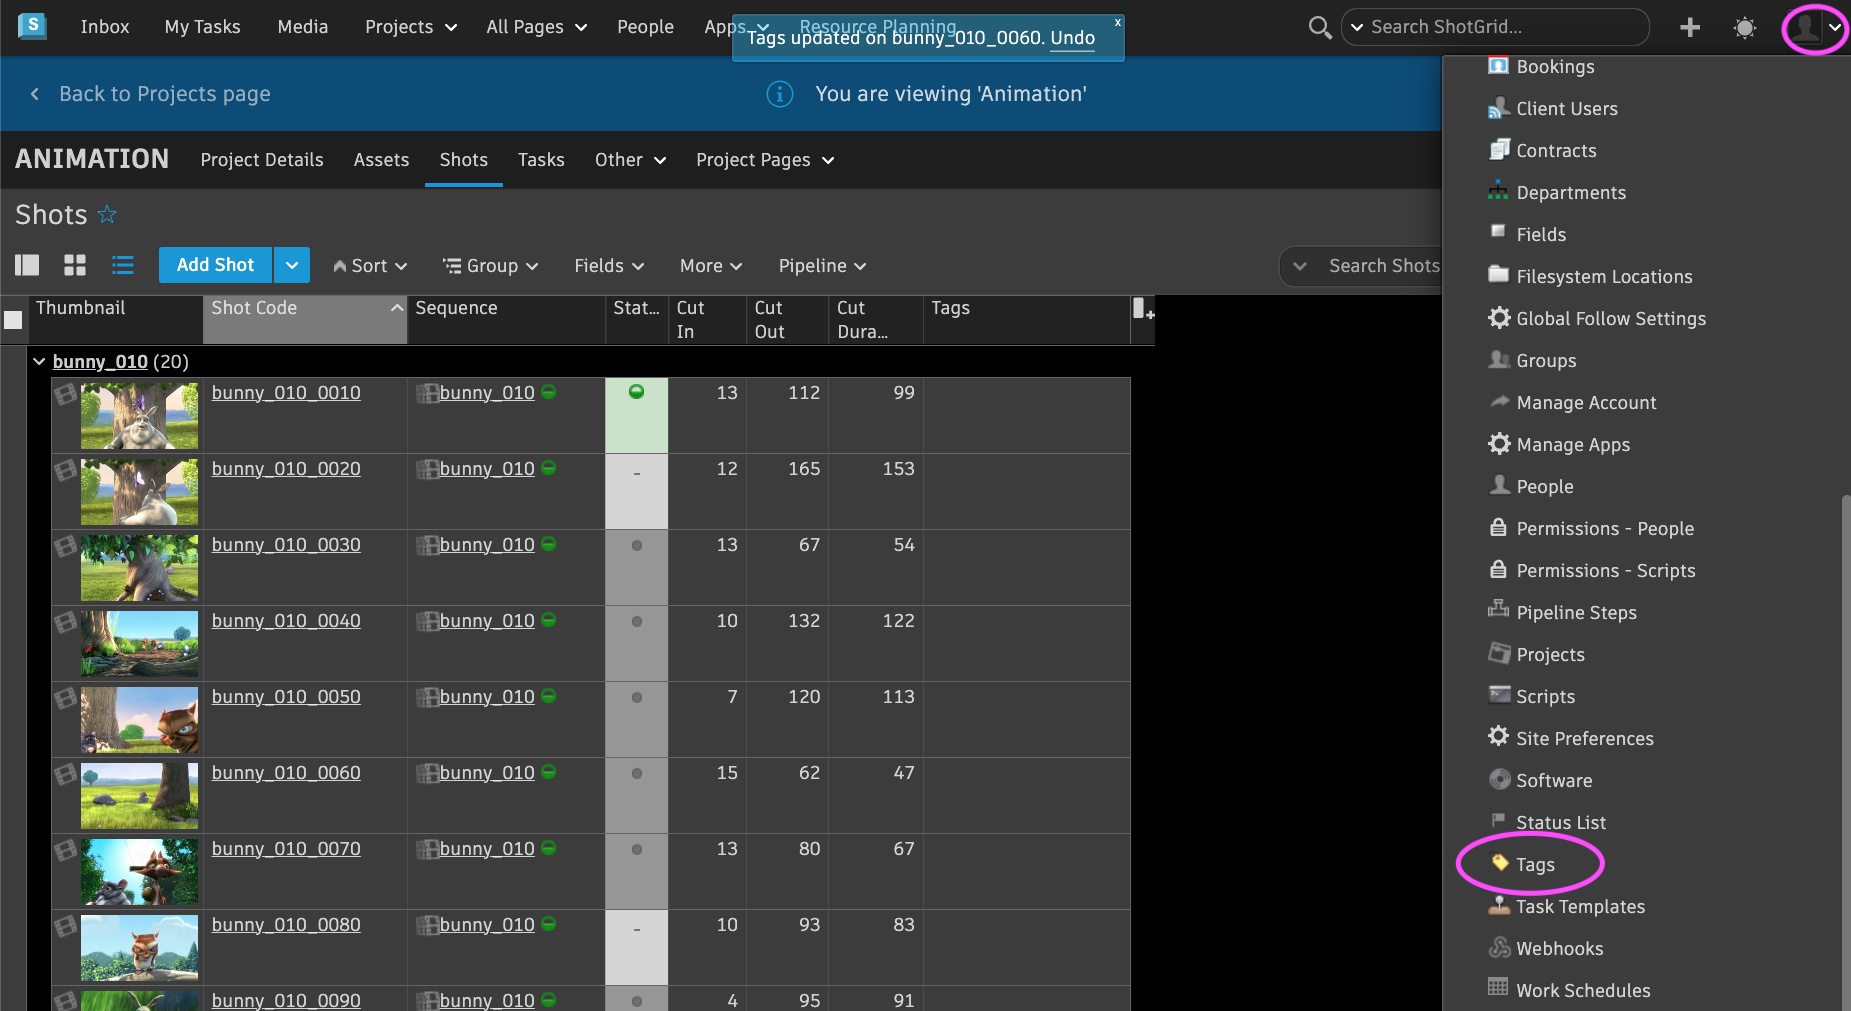 S Inbox My Tasks Media Projects All Pages People Apps Resource Planning Search ShotGrid...
Tags updated on bunny_010_0060. Undo x
Back to Projects page
You are viewing 'Animation'
ANIMATION Project Details Assets Shots Tasks Other Project Pages
Shots
Add Shot Sort Group Fields More Pipeline Search Shots
Thumbnail Shot Code Sequence Stat... Cut In Cut Out Cut Dura... Tags
bunny_010 (20)
bunny_010_0010 bunny_010 13 112 99
bunny_010_0020 bunny_010 - 12 165 153
bunny_010_0030 bunny_010 13 67 54
bunny_010_0040 bunny_010 10 132 122
bunny_010_0050 bunny_010 7 120 113
bunny_010_0060 bunny_010 15 62 47
bunny_010_0070 bunny_010 13 80 67
bunny_010_0080 bunny_010 - 10 93 83
bunny_010_0090 bunny_010 4 95 91
Bookings
Client Users
Contracts
Departments
Fields
Filesystem Locations
Global Follow Settings
Groups
Manage Account
Manage Apps
People
Permissions - People
Permissions - Scripts
Pipeline Steps
Projects
Scripts
Site Preferences
Software
Status List
Tags
Task Templates
Webhooks
Work Schedules